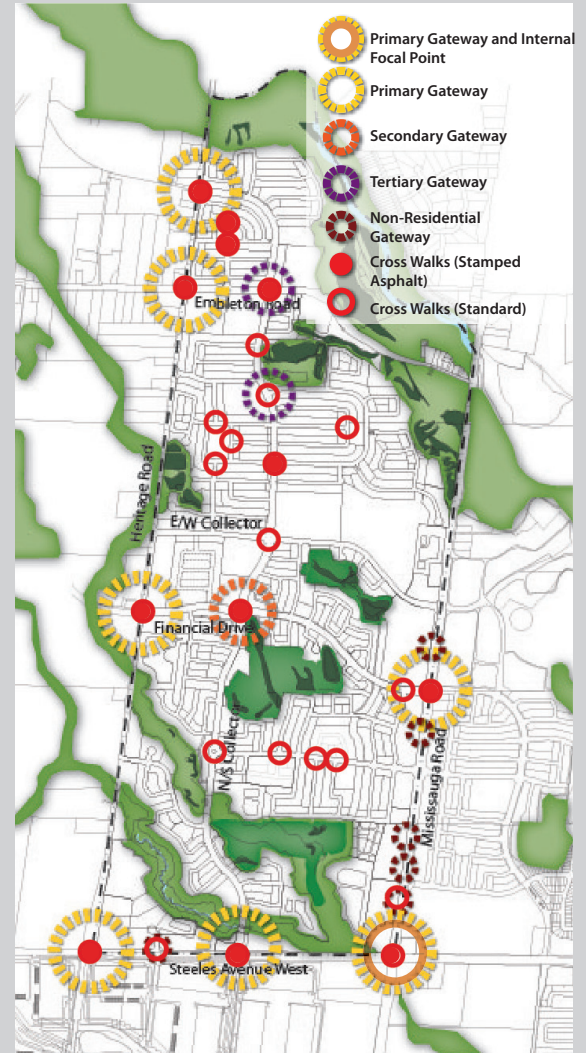 Primary Gateway and Internal
Focal Point
Primary Gateway
Secondary Gateway
Tertiary Gateway
Non-Residential
Gateway
Cross Walks (Stamped
Asphalt)
Cross Walks (Standard)
Embleton Road
Heritage Road
E/W Collector
Financial Drive
N/S Collector
Mississauga Road
Steeles Avenue West